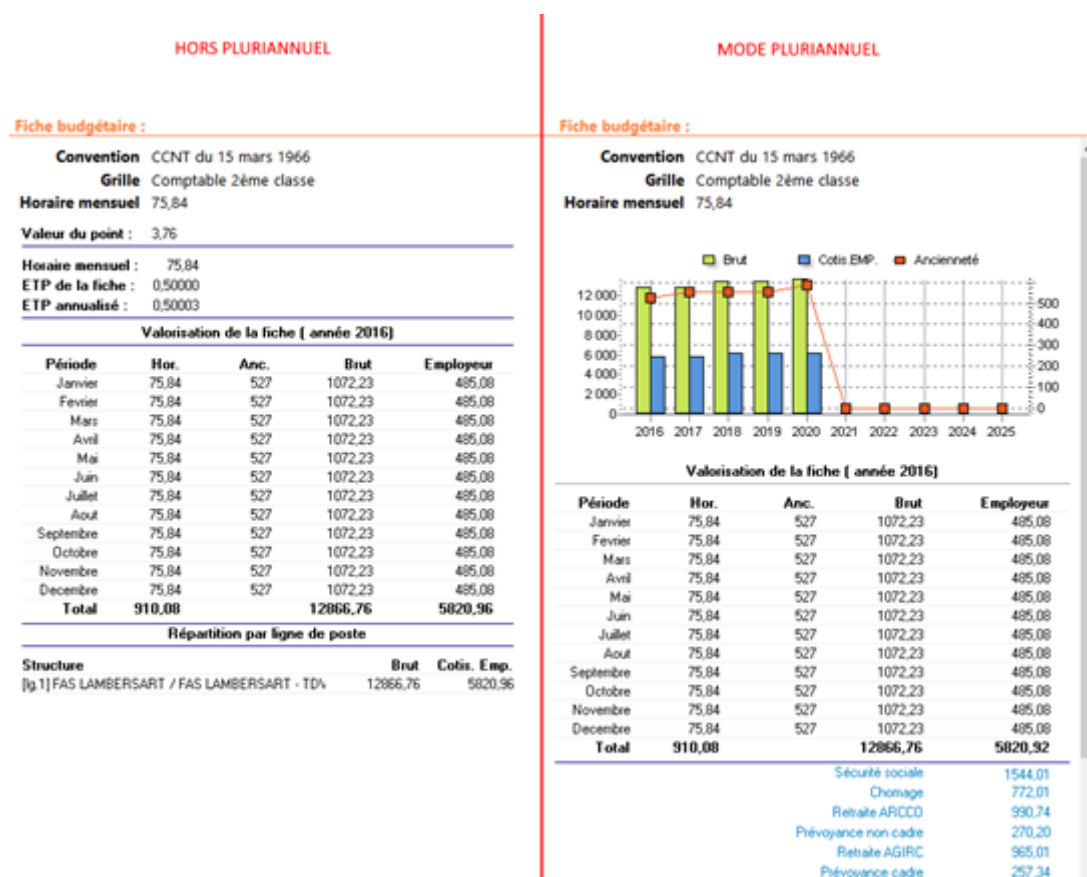 HORS PLURIANNUEL
Fiche budgétaire :
Convention CCNT du 15 mars 1966
Grille Comptable 2ème classe
Horaire mensuel 75,84
Valeur du point : 3,76
Horaire mensuel : 75,84
ETP de la fiche : 0,50000
ETP annualisé : 0,50003
Valorisation de la fiche ( année 2016)
Période Hor. Anc. Brut Employeur
Janvier 75,84 527 1072,23 485,08
Fevrier 75,84 527 1072,23 485,08
Mars 75,84 527 1072,23 485,08
Avril 75,84 527 1072,23 485,08
Mai 75,84 527 1072,23 485,08
Juin 75,84 527 1072,23 485,08
Juillet 75,84 527 1072,23 485,08
Aout 75,84 527 1072,23 485,08
Septembre 75,84 527 1072,23 485,08
Octobre 75,84 527 1072,23 485,08
Novembre 75,84 527 1072,23 485,08
Decembre 75,84 527 1072,23 485,08
Total 910,08 12866,76 5820,96
Répartition par ligne de poste
Structure Brut Cotis. Emp.
[lg.1] FAS LAMBERSART / FAS LAMBERSART - TD 12866,76 5820,96
MODE PLURIANNUEL
Fiche budgétaire :
Convention CCNT du 15 mars 1966
Grille Comptable 2ème classe
Horaire mensuel 75,84
Brut Cotis.EMP. Ancienneté
12 000
10 000
8 000
6 000
4 000
2 000
0
500
400
300
200
100
0
2016 2017 2018 2019 2020 2021 2022 2023 2024 2025
Valorisation de la fiche ( année 2016)
Période Hor. Anc. Brut Employeur
Janvier 75,84 527 1072,23 485,08
Fevrier 75,84 527 1072,23 485,08
Mars 75,84 527 1072,23 485,08
Avril 75,84 527 1072,23 485,08
Mai 75,84 527 1072,23 485,08
Juin 75,84 527 1072,23 485,08
Juillet 75,84 527 1072,23 485,08
Aout 75,84 527 1072,23 485,08
Septembre 75,84 527 1072,23 485,08
Octobre 75,84 527 1072,23 485,08
Novembre 75,84 527 1072,23 485,08
Decembre 75,84 527 1072,23 485,08
Total 910,08 12866,76 5820,92
Sécurité sociale 1544,01
Chomage 772,01
Retraite ARCCO 990,74
Prévoyance non cadre 270,20
Retraite AGIRC 965,01
Prévoyance cadre 257,34